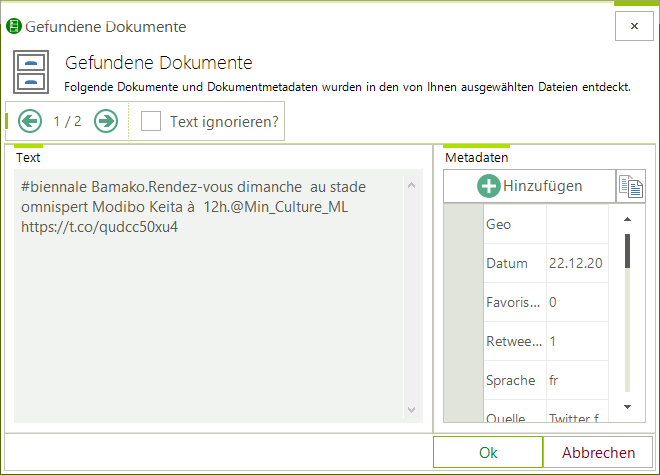 Gefundene Dokumente
Gefundene Dokumente
Folgende Dokumente und Dokumentmetadaten wurden in den von Ihnen ausgewählten Dateien entdeckt.
1 / 2
Text ignorieren?
Text
#biennale Bamako.Rendez-vous dimanche  au stade
omnispert Modibo Keita à  12h.@Min_Culture_ML
https://t.co/qudcc50xu4
Metadaten
Hinzufügen
Geo
Datum 22.12.20
Favoris... 0
Retwee... 1
Sprache fr
Quelle Twitter f
Ok
Abbrechen